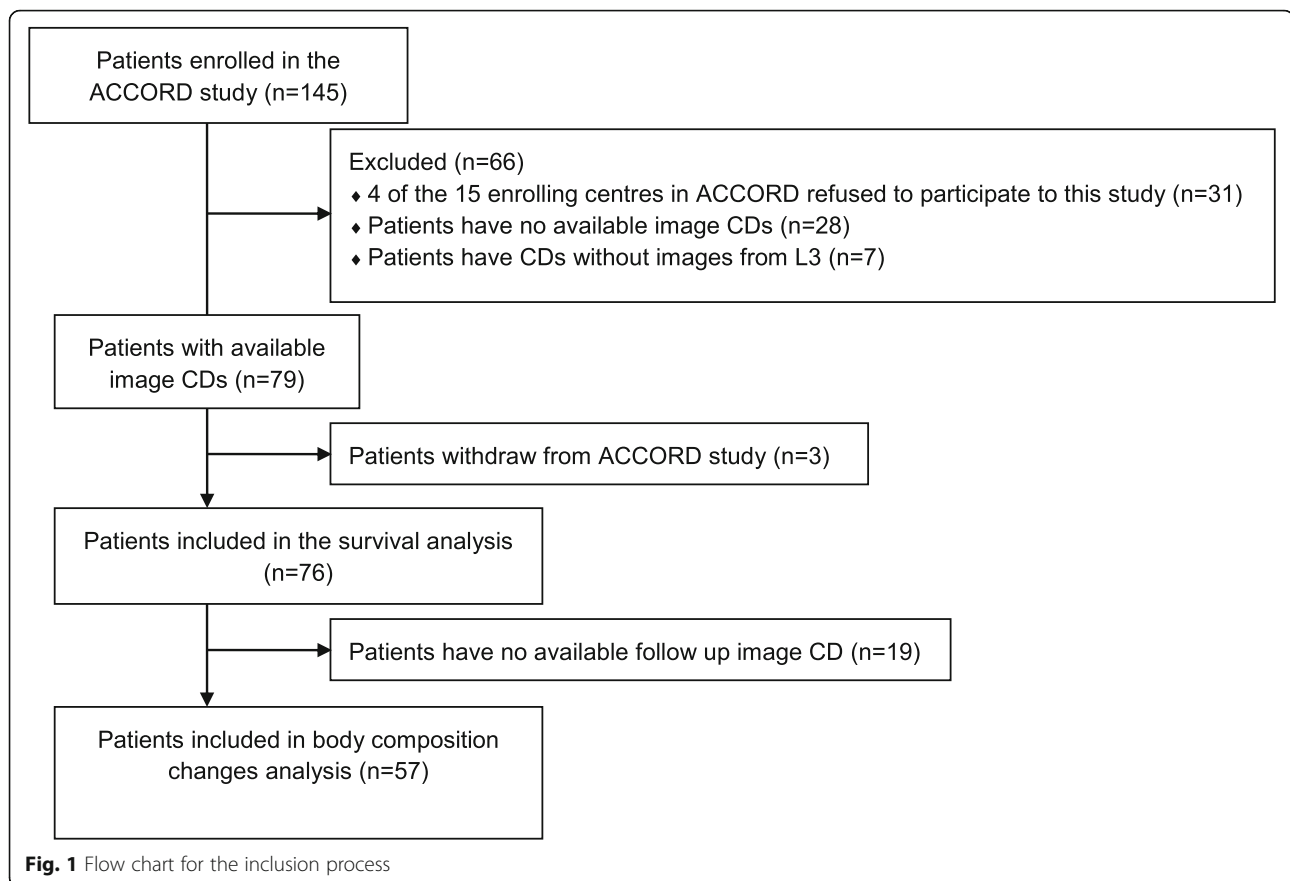 Patients enrolled in the
ACCORD study (n=145)
Excluded (n=66)
♦ 4 of the 15 enrolling centres in ACCORD refused to participate to this study (n=31)
♦ Patients have no available image CDs (n=28)
♦ Patients have CDs without images from L3 (n=7)
Patients with available
image CDs (n=79)
Patients withdraw from ACCORD study (n=3)
Patients included in the survival analysis
(n=76)
Patients have no available follow up image CD (n=19)
Patients included in body composition
changes analysis (n=57)
Fig. 1 Flow chart for the inclusion process